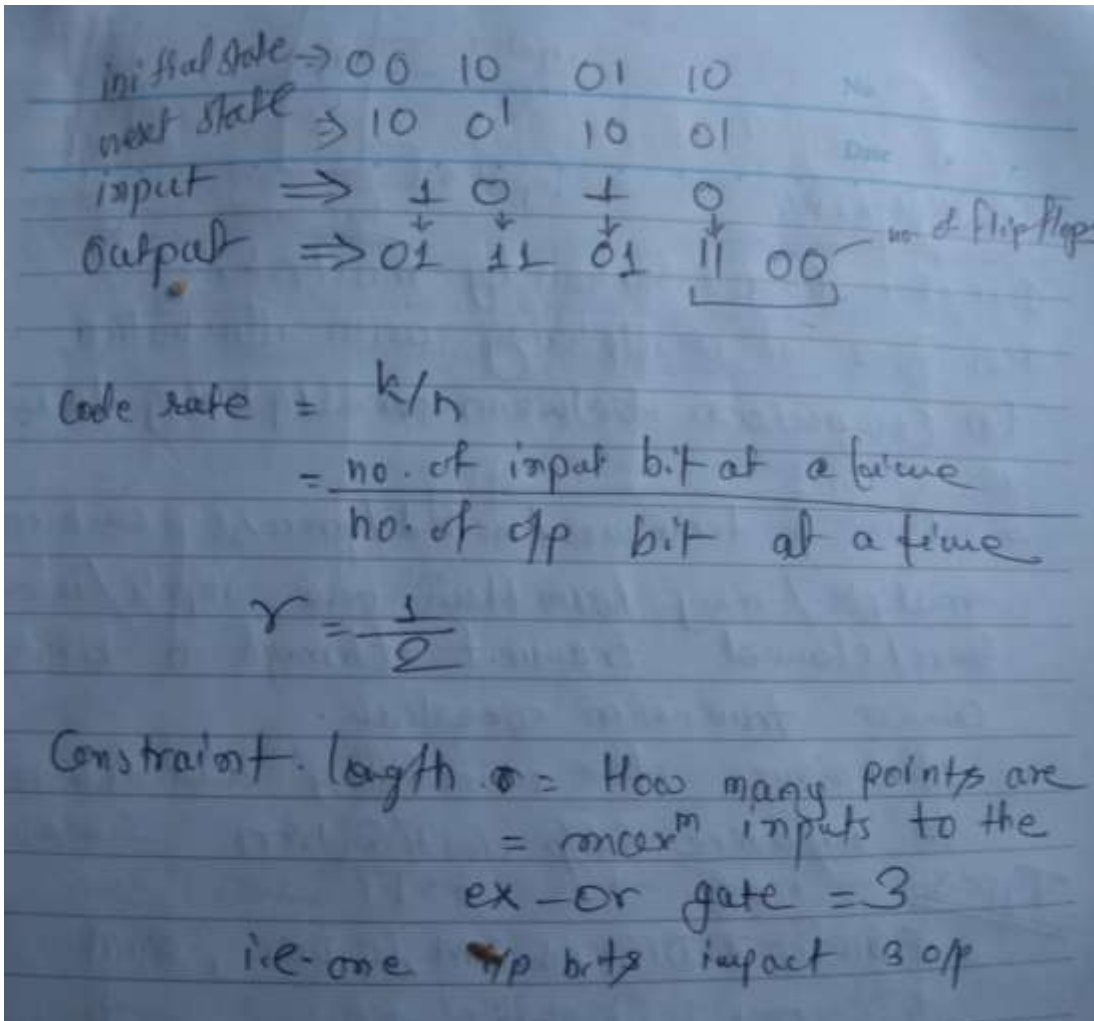 initial state → 00 10 01 10
next state ⇒ 10 01 10 01
input ⇒ 1 0 1 0
output ⇒ 01 11 01 11 00 no. of flip flops
No.
Date
Code rate = k/n
= no. of input bit at a time
no. of o/p bit at a time
r = 1
2
Constraint. length = How many points are
= maxm inputs to the
ex-or gate = 3
i.e-one i/p bits impact 3 o/p